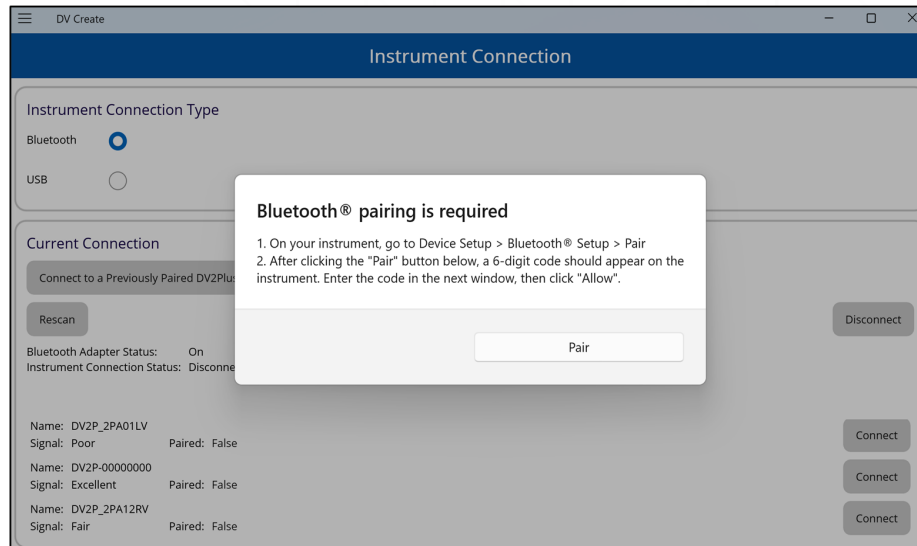 DV Create
Instrument Connection
Instrument Connection Type
Bluetooth
USB
Bluetooth® pairing is required
1. On your instrument, go to Device Setup > Bluetooth® Setup > Pair
2. After clicking the "Pair" button below, a 6-digit code should appear on the
instrument. Enter the code in the next window, then click "Allow".
Pair
Current Connection
Connect to a Previously Paired DV2Plu
Rescan
Disconnect
Bluetooth Adapter Status: On
Instrument Connection Status: Disconne
Name: DV2P_2PA01LV
Signal: Poor Paired: False
Connect
Name: DV2P-00000000
Signal: Excellent Paired: False
Connect
Name: DV2P_2PA12RV
Signal: Fair Paired: False
Connect